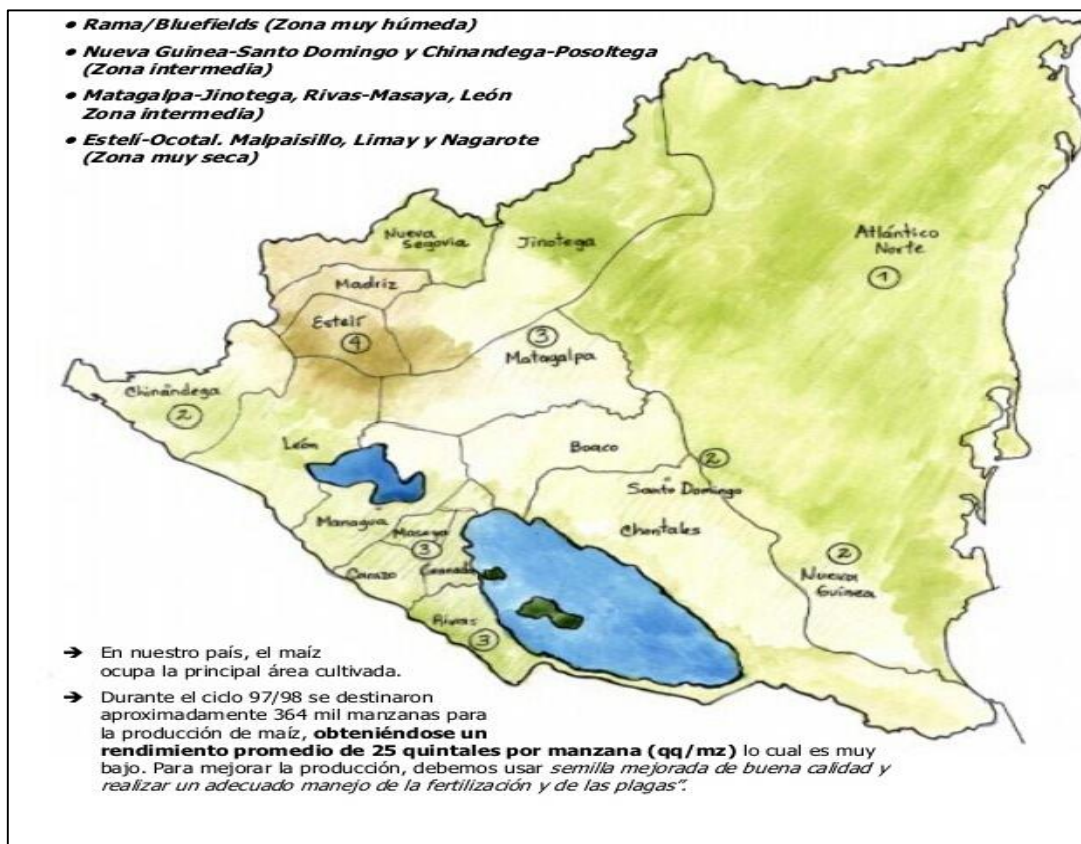 • Rama/Bluefields (Zona muy húmeda)
• Nueva Guinea-Santo Domingo y Chinandega-Posoltega
(Zona intermedia)
• Matagalpa-Jinotega, Rivas-Masaya, León
Zona intermedia)
• Estelí-Ocotal. Malpaisillo, Limay y Nagarote
(Zona muy seca)
Nueva
Segovia
Jinotega
Atlántico
Norte
1
Madríz
Estelí
4
3
Matagalpa
Chinándega
2
León
Boaco
2
Santo Domingo
Chontales
Managua
Masaya
3
Carazo
Granada
2
Nueva
Guinea
Rivas
3
➔ En nuestro país, el maíz
ocupa la principal área cultivada.
➔ Durante el ciclo 97/98 se destinaron
aproximadamente 364 mil manzanas para
la producción de maíz, obteniéndose un
rendimiento promedio de 25 quintales por manzana (qq/mz) lo cual es muy
bajo. Para mejorar la producción, debemos usar semilla mejorada de buena calidad y
realizar un adecuado manejo de la fertilización y de las plagas”.